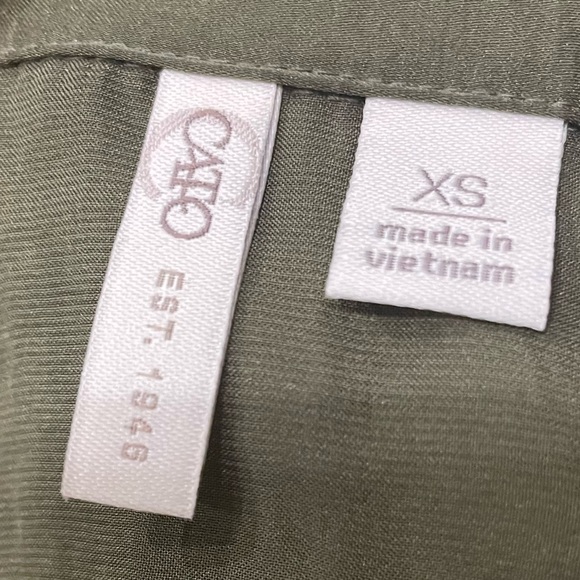 CATO
EST. 1946
XS
made in
vietnam